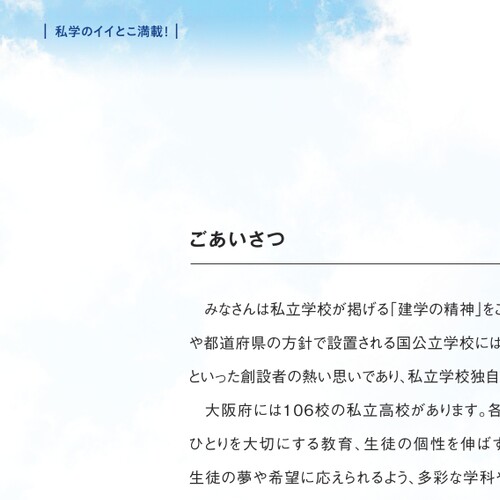 私学のイイとこ満載!
ごあいさつ
みなさんは私立学校が掲げる「建学の精神」をご
や都道府県の方針で設置される国公立学校には
といった創設者の熱い思いであり、私立学校独自
大阪府には106校の私立高校があります。各
ひとりを大切にする教育、生徒の個性を伸ばす
生徒の夢や希望に応えられるよう、多彩な学科や